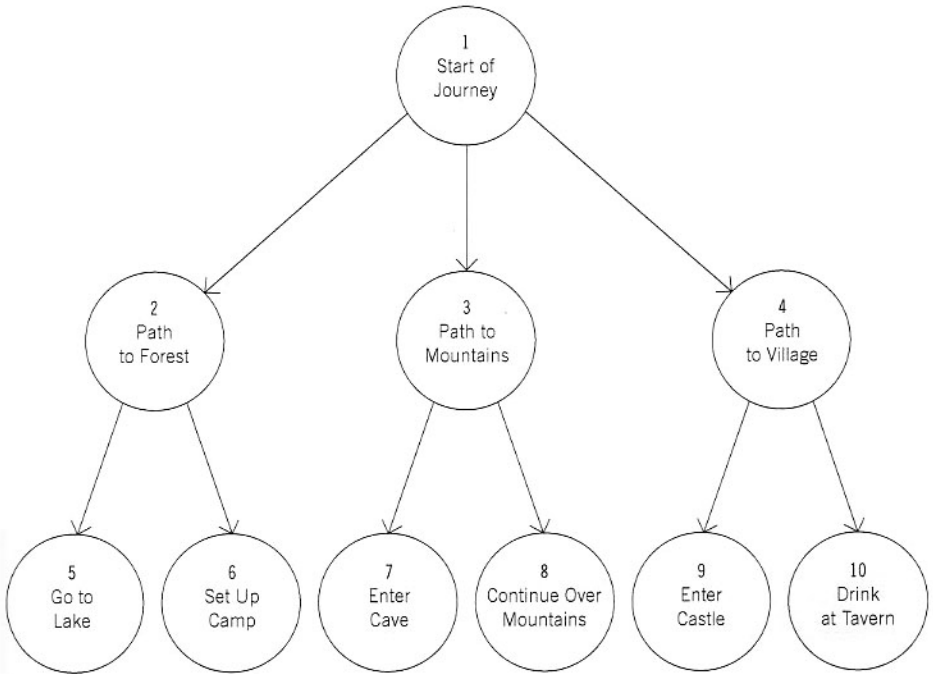 1
Start of
Journey
2
Path
to Forest
3
Path to
Mountains
4
Path
to Village
5
Go to
Lake
6
Set Up
Camp
7
Enter
Cave
8
Continue Over
Mountains
9
Enter
Castle
10
Drink
at Tavern